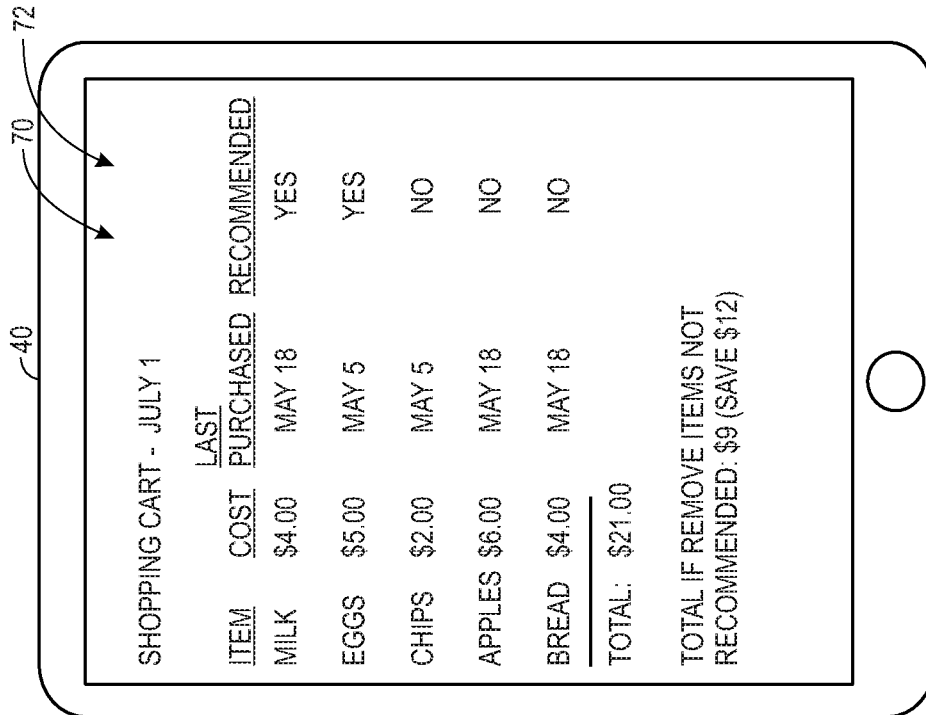 40
70
72
SHOPPING CART - JULY 1
LAST
ITEM COST PURCHASED RECOMMENDED
MILK $4.00 MAY 18 YES
EGGS $5.00 MAY 5 YES
CHIPS $2.00 MAY 5 NO
APPLES $6.00 MAY 18 NO
BREAD $4.00 MAY 18 NO
TOTAL: $21.00
TOTAL IF REMOVE ITEMS NOT
RECOMMENDED: $9 (SAVE $12)